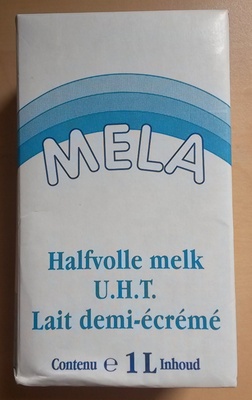 MELA
Halfvolle melk
U.H.T.
Lait demi-écrémé
Contenu ℮ 1 L Inhoud